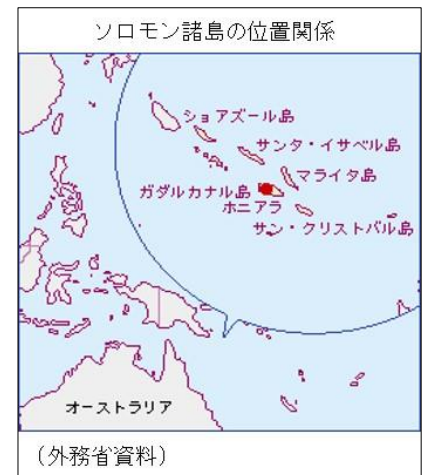 ソロモン諸島の位置関係
ショアズール島
サンタ・イサベル島
マライタ島
ガダルカナル島
ホニアラ
サン・クリストバル島
オーストラリア
（外務省資料）